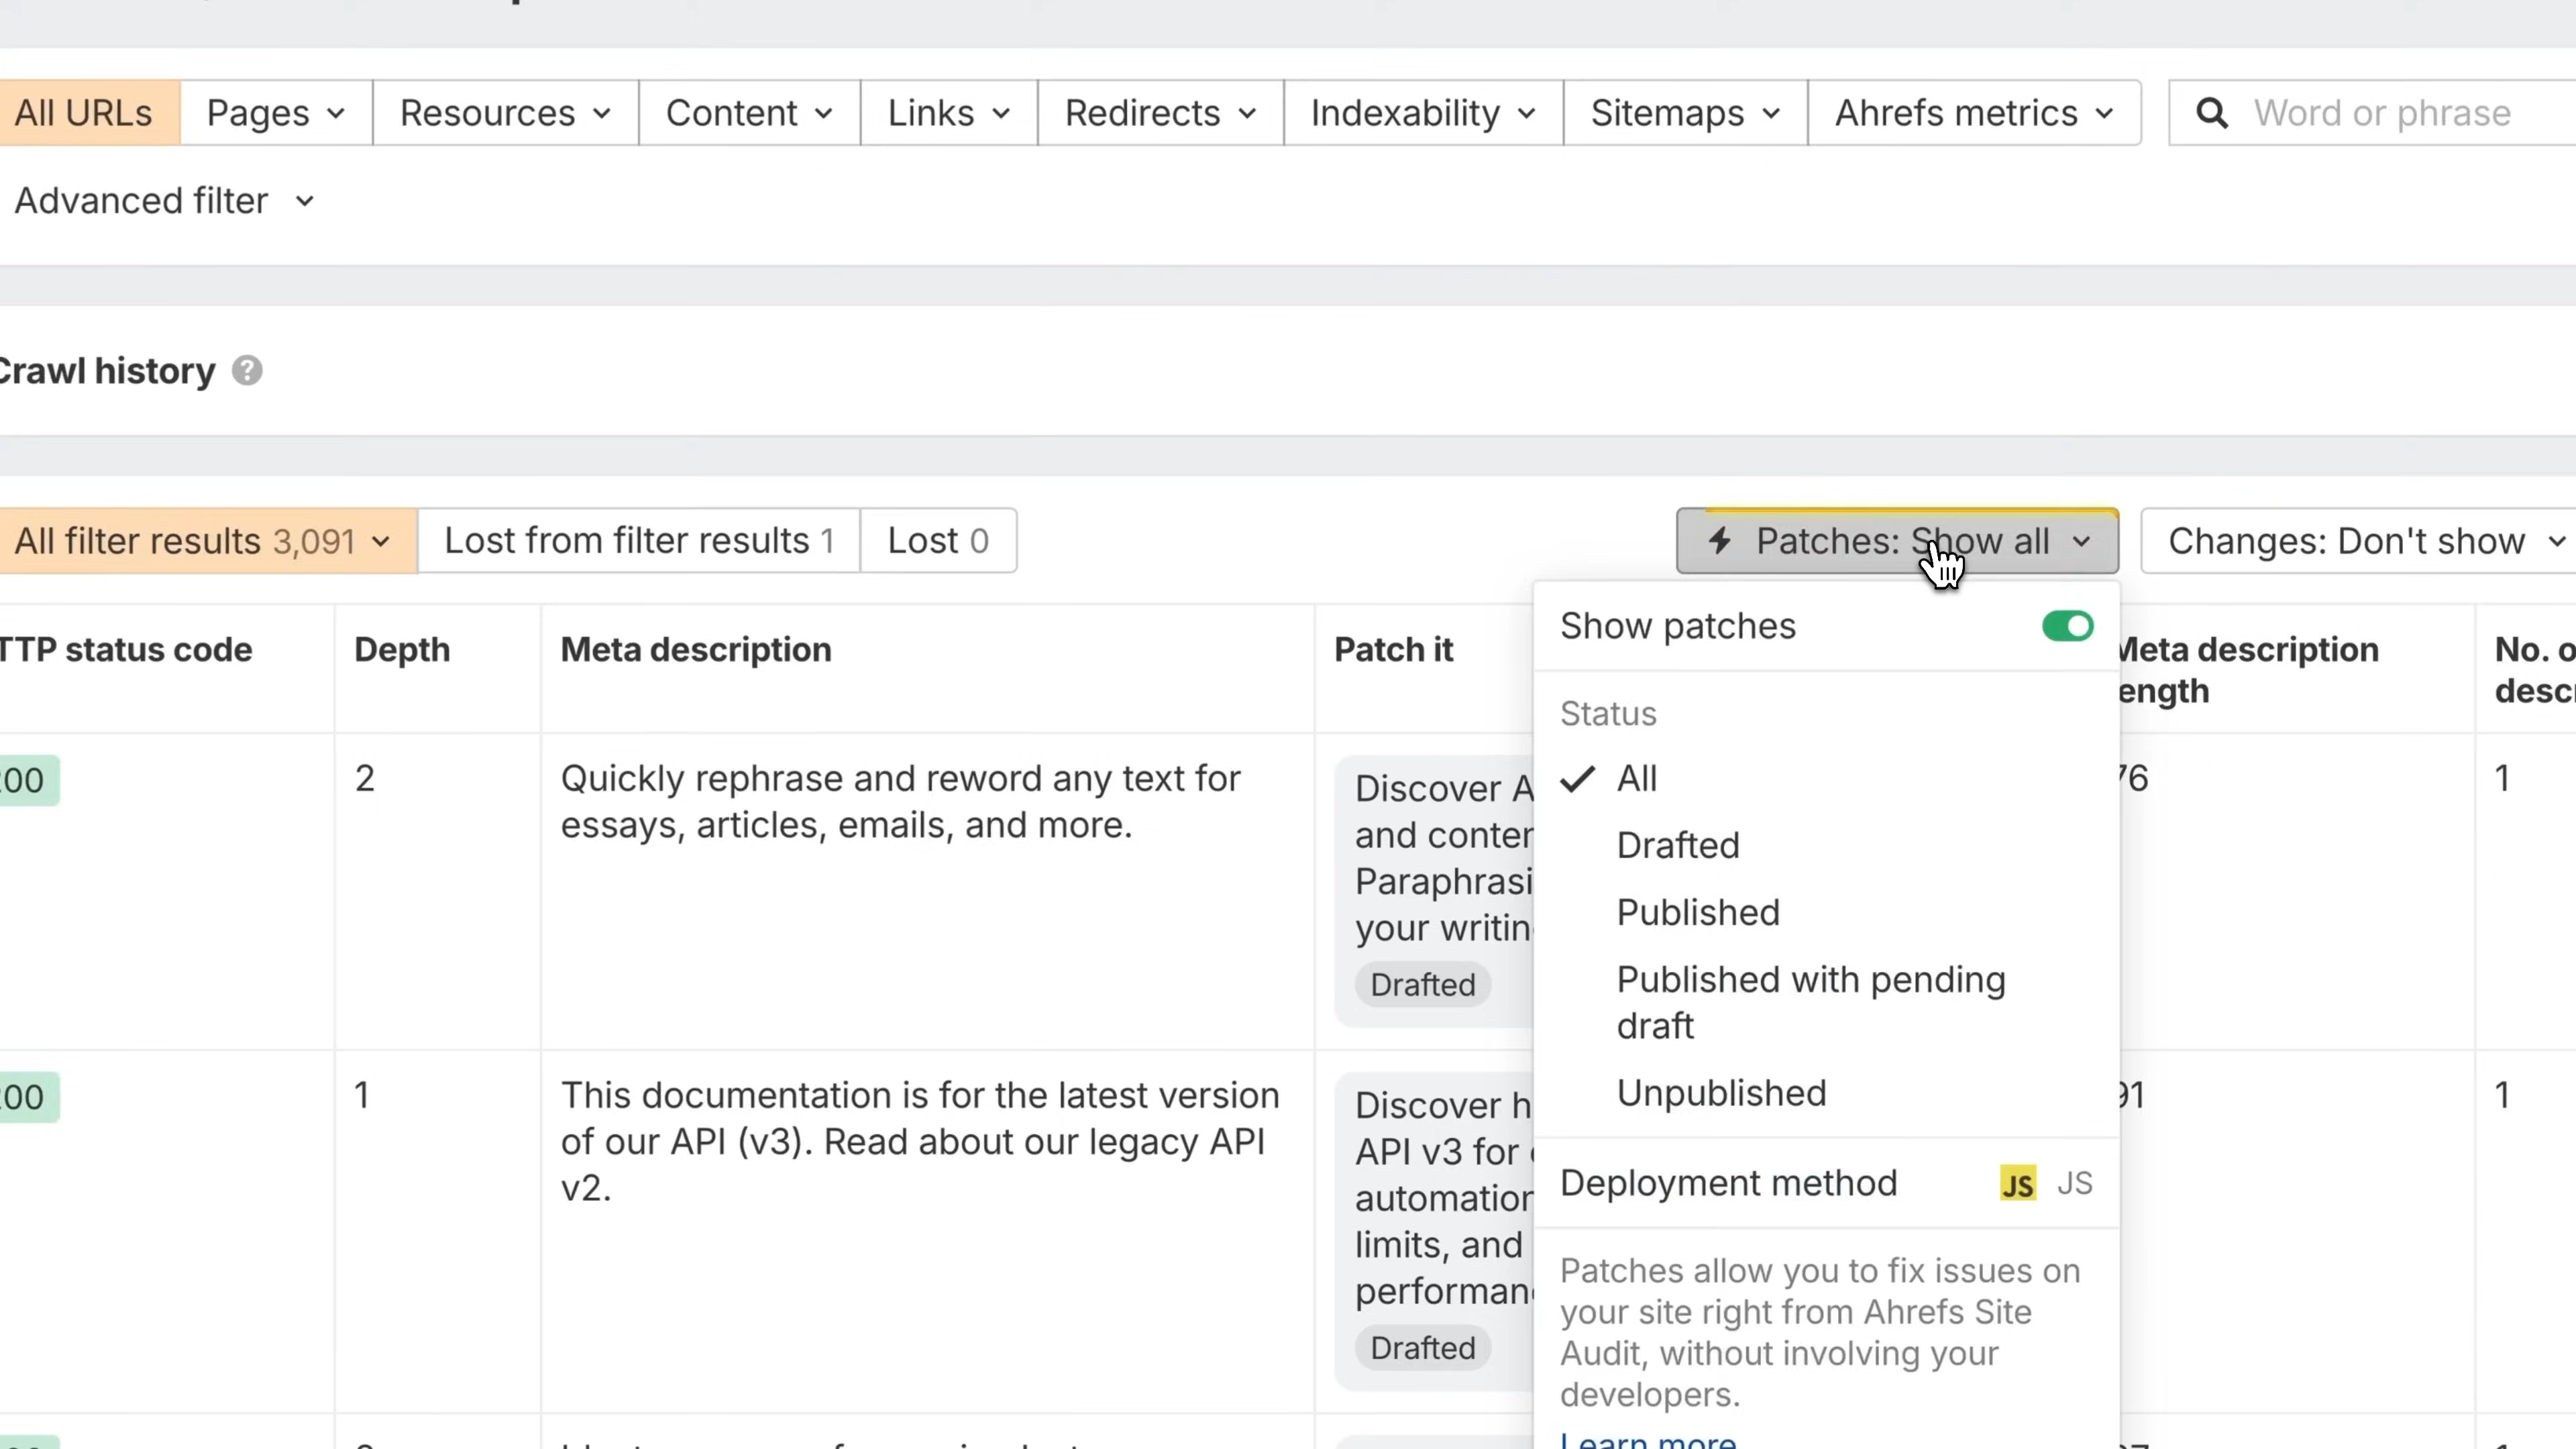 All URLs
Pages
Resources
Content
Links
Redirects
Indexability
Sitemaps
Ahrefs metrics
Word or phrase
Advanced filter
Crawl history
?
All filter results 3,091
Lost from filter results 1
Lost 0
Patches: Show all
Changes: Don't show
TTP status code
Depth
Meta description
Patch it
Meta description
ength
No. o
descr
00
2
Quickly rephrase and reword any text for
essays, articles, emails, and more.
Discover A
and conten
Paraphrasi
your writin
Drafted
76
1
00
1
This documentation is for the latest version
of our API (v3). Read about our legacy API
v2.
Discover h
API v3 for
automation
limits, and
performan
Drafted
91
1
Show patches
Status
All
Drafted
Published
Published with pending
draft
Unpublished
Deployment method
JS JS
Patches allow you to fix issues on
your site right from Ahrefs Site
Audit, without involving your
developers.
Learn more